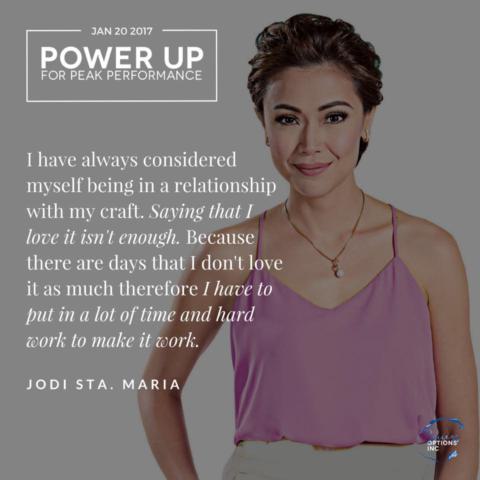 JAN 20 2017
POWER UP
FOR PEAK PERFORMANCE
I have always considered
myself being in a relationship
with my craft. Saying that I
love it isn't enough. Because
there are days that I don't love
it as much therefore I have to
put in a lot of time and hard
work to make it work.
JODI STA. MARIA
OPTIONS
INC